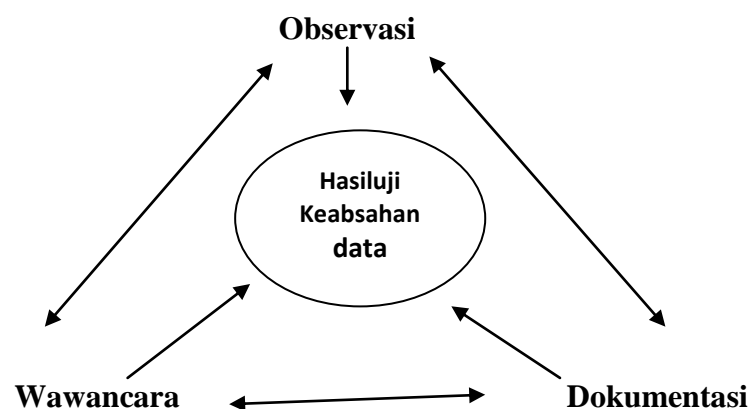 Observasi
Hasiluji
Keabsahan
data
Wawancara
Dokumentasi